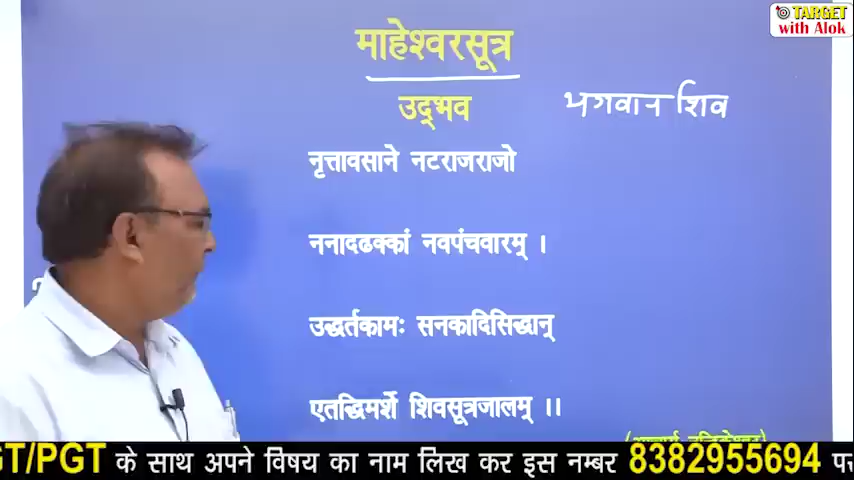 TARGET
with Alok
माहेश्वरसूत्र
उद्भव
भगवान शिव
नृत्तावसाने नटराजराजो
ननादढक्कां नवपंचवारम् ।
उद्धर्तकामः सनकादिसिद्धान्
एतद्धिमर्शे शिवसूत्रजालम् ।।
GT/PGT के साथ अपने विषय का नाम लिख कर इस नम्बर 8382955694 पर